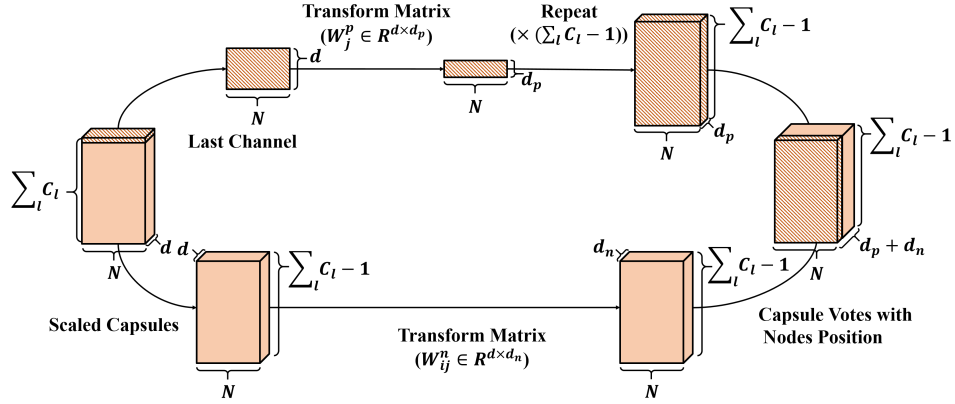 Transform Matrix
(W_j^p ∈ R^{d×d_p})
Repeat
(× (∑_l C_l − 1))
d
N
Last Channel
d_p
N
∑_l C_l − 1
N
d_p
∑_l C_l
N
d
Scaled Capsules
d
N
∑_l C_l − 1
Transform Matrix
(W_{ij}^n ∈ R^{d×d_n})
d_n
N
∑_l C_l − 1
∑_l C_l − 1
N
d_p + d_n
Capsule Votes with
Nodes Position